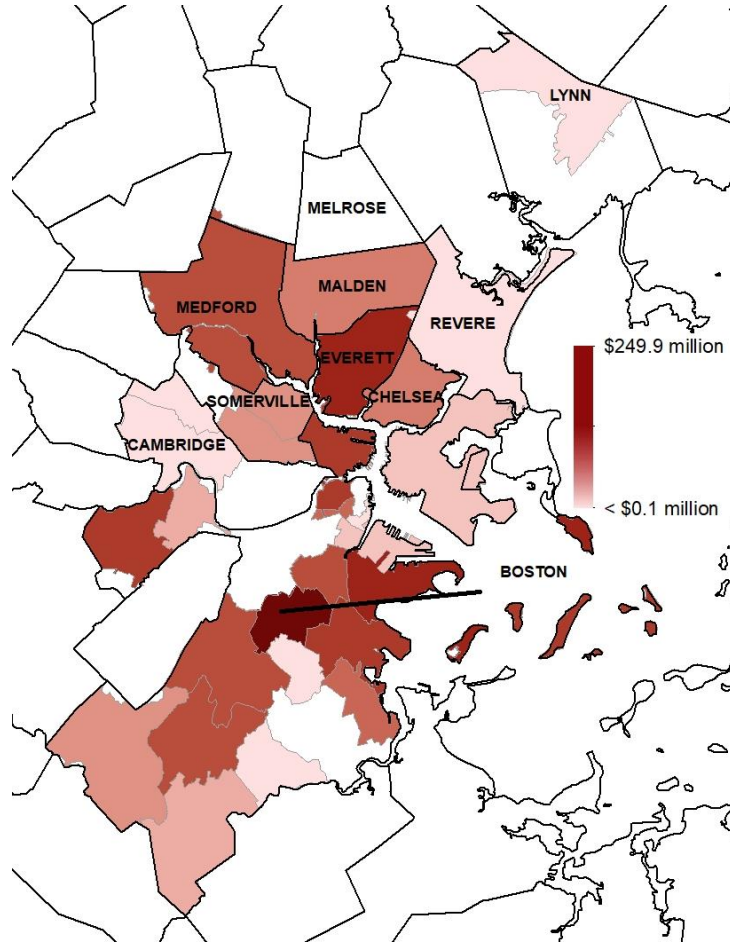 LYNN
MELROSE
MALDEN
MEDFORD
REVERE
$249.9 million
EVERETT
CHELSEA
SOMERVILLE
CAMBRIDGE
< $0.1 million
BOSTON